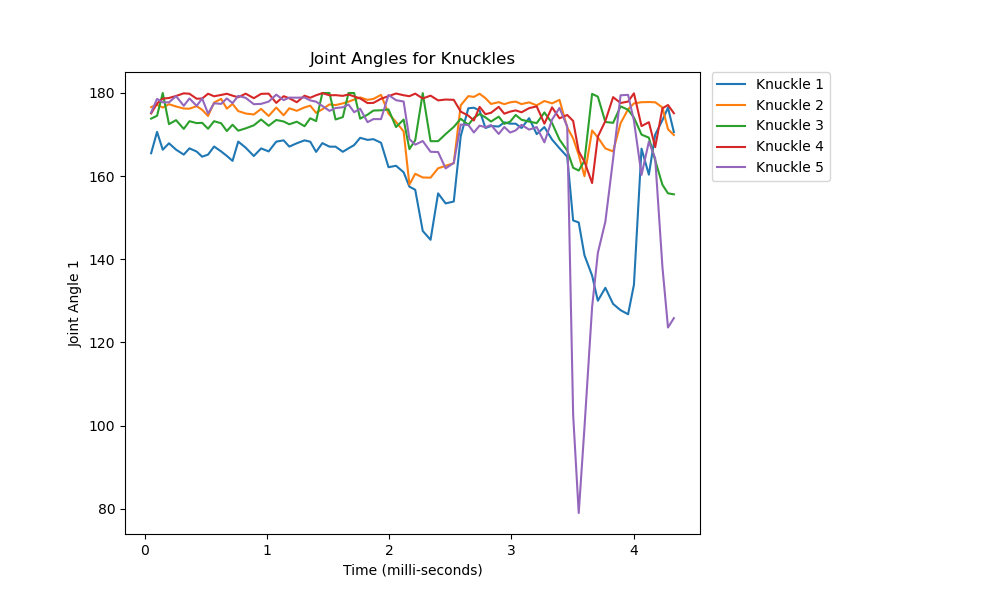 Joint Angles for Knuckles
Knuckle 1
Knuckle 2
Knuckle 3
Knuckle 4
Knuckle 5
Joint Angle 1
180
160
140
120
100
80
0 1 2 3 4
Time (milli-seconds)